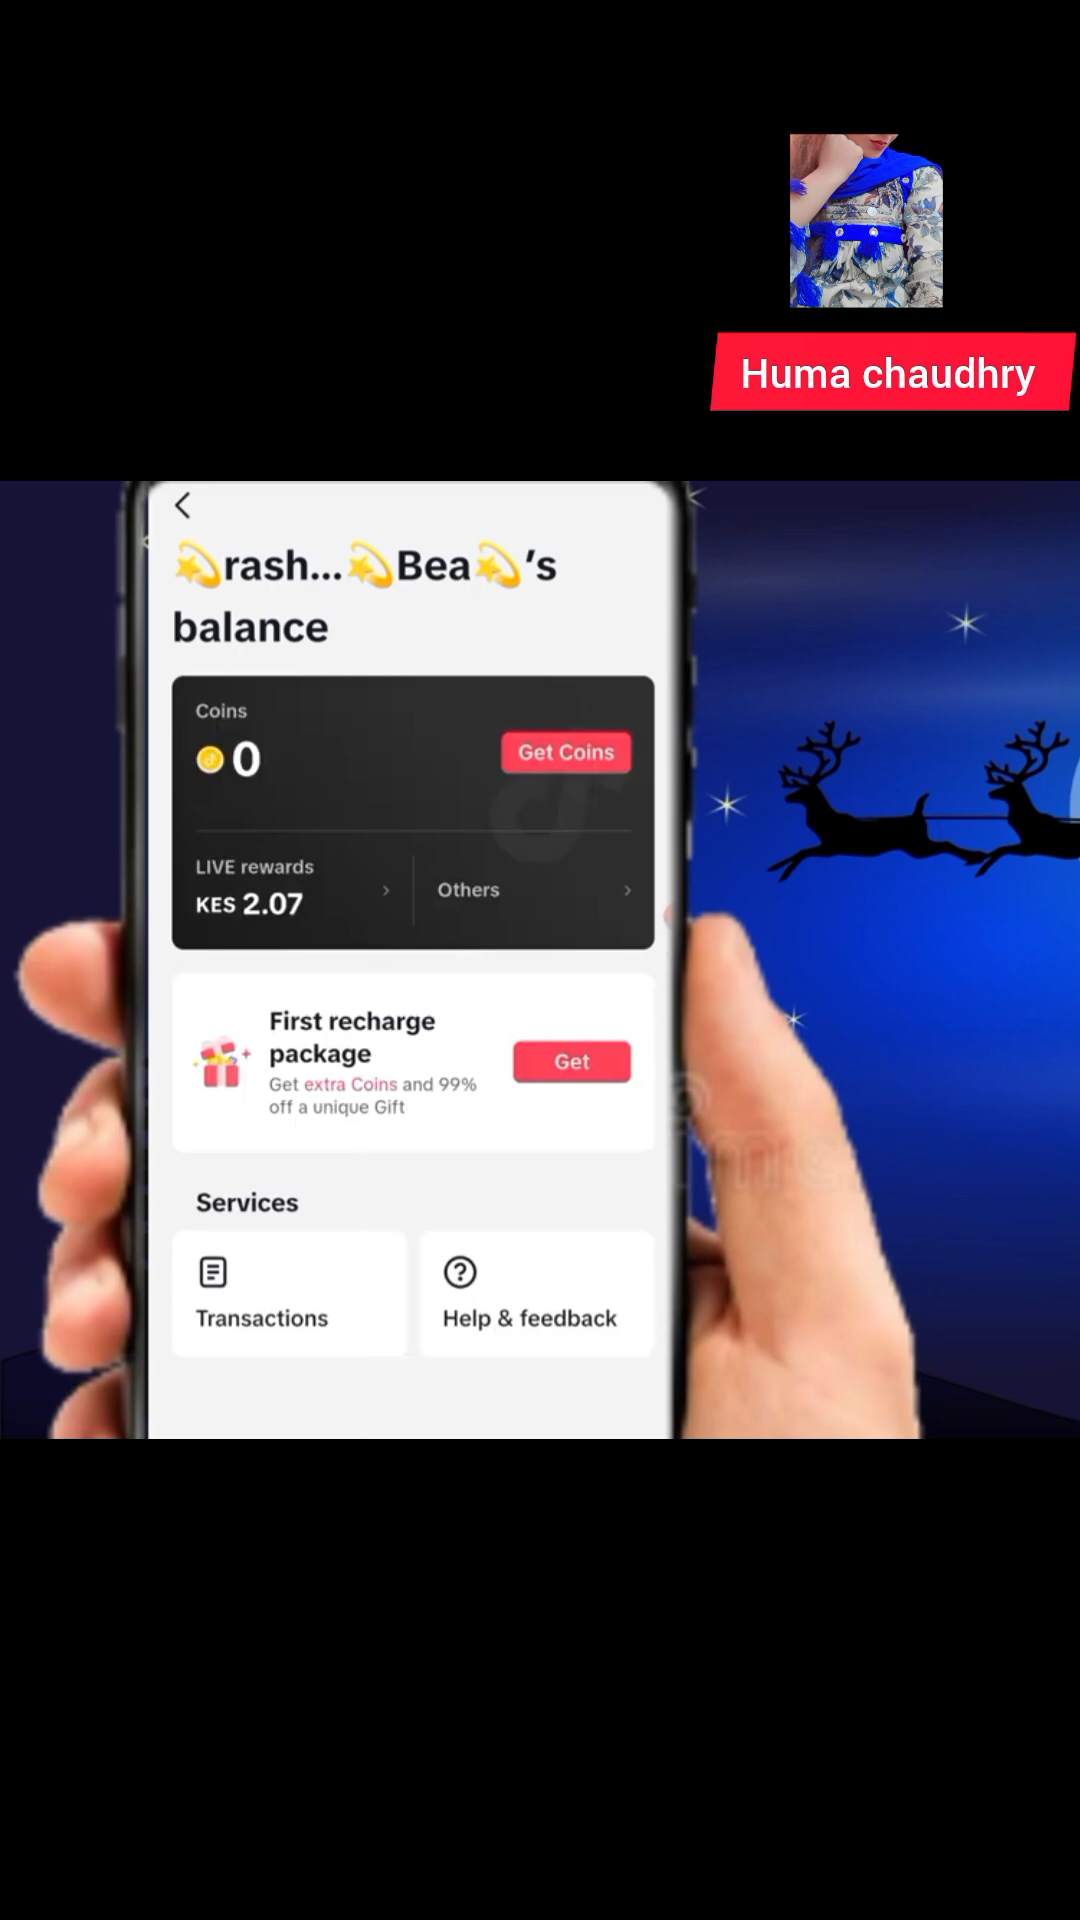 Huma chaudhry
💫rash...💫Bea💫's
balance
Coins
0
Get Coins
LIVE rewards
KES 2.07
Others
First recharge
package
Get
Get extra Coins and 99%
off a unique Gift
Services
Transactions
Help & feedback